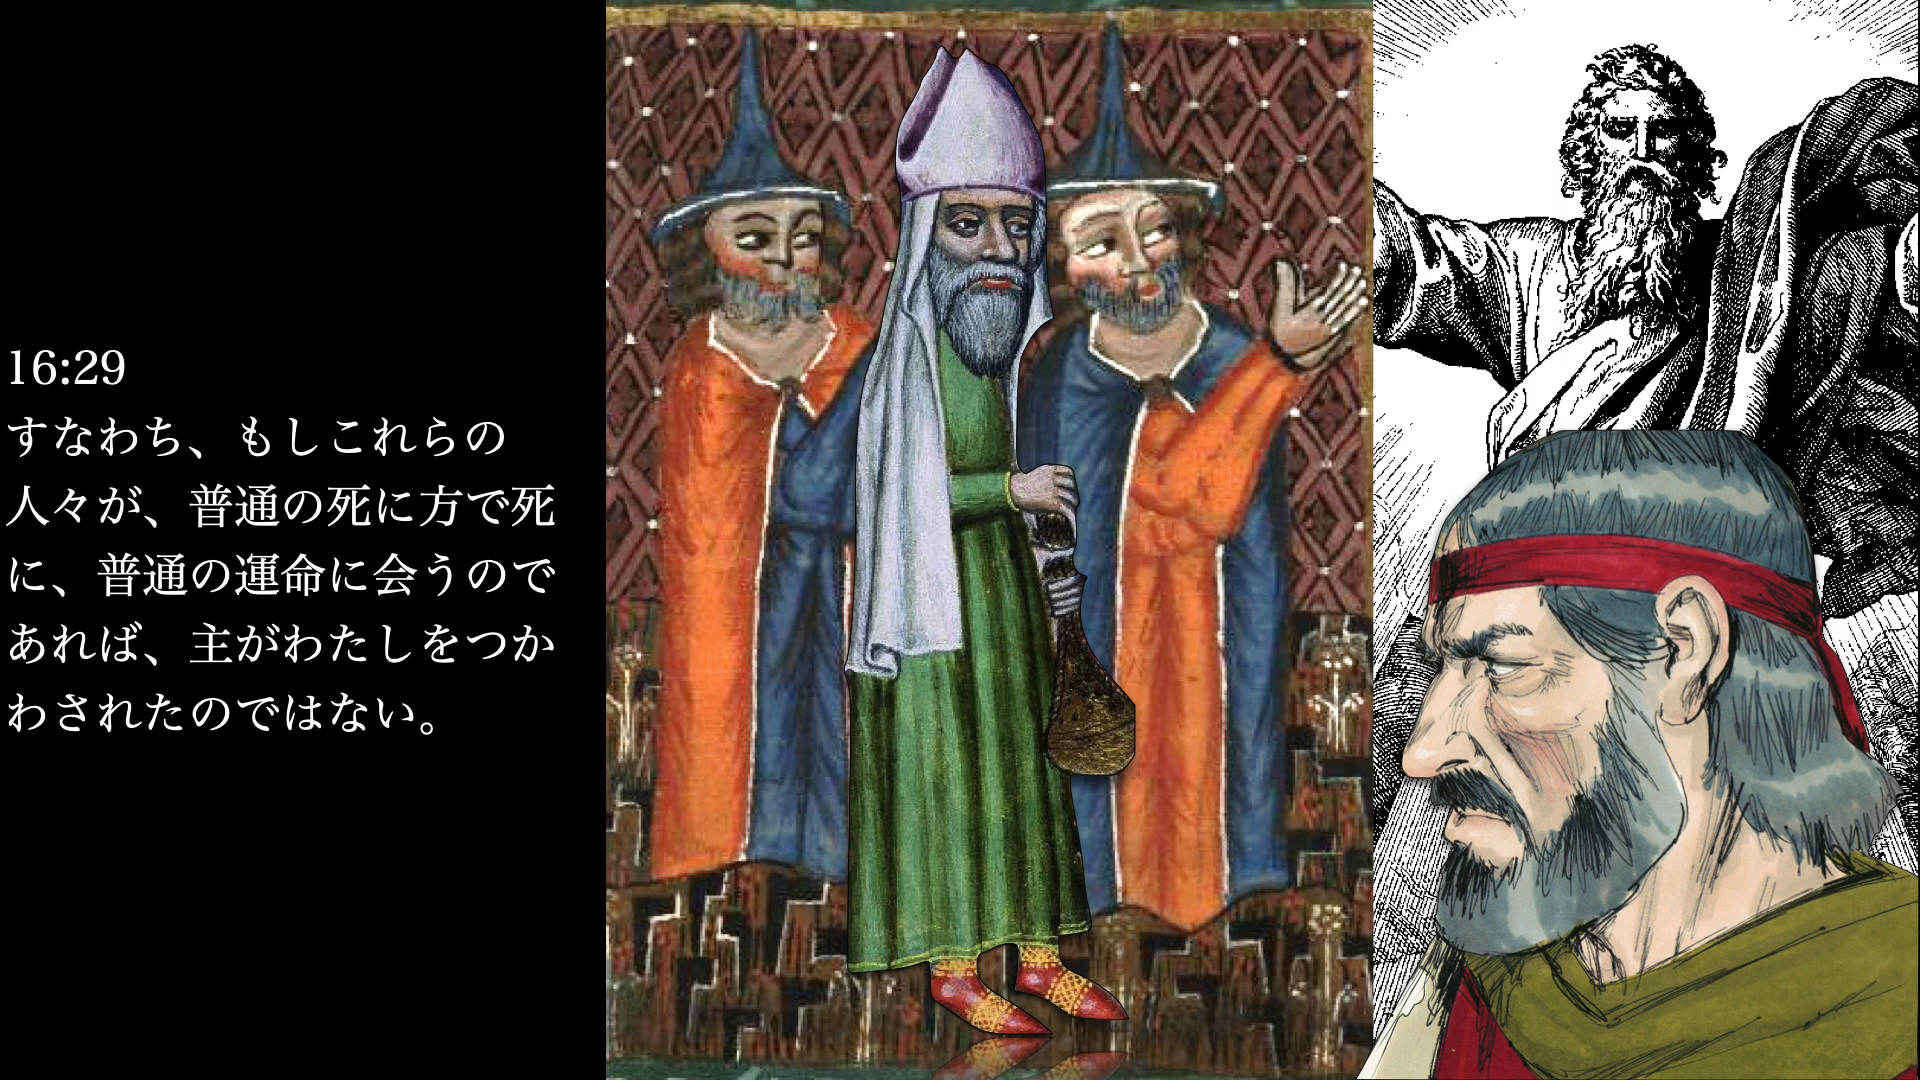 16:29
すなわち、もしこれらの
人々が、普通の死に方で死
に、普通の運命に会うので
あれば、主がわたしをつか
わされたのではない。